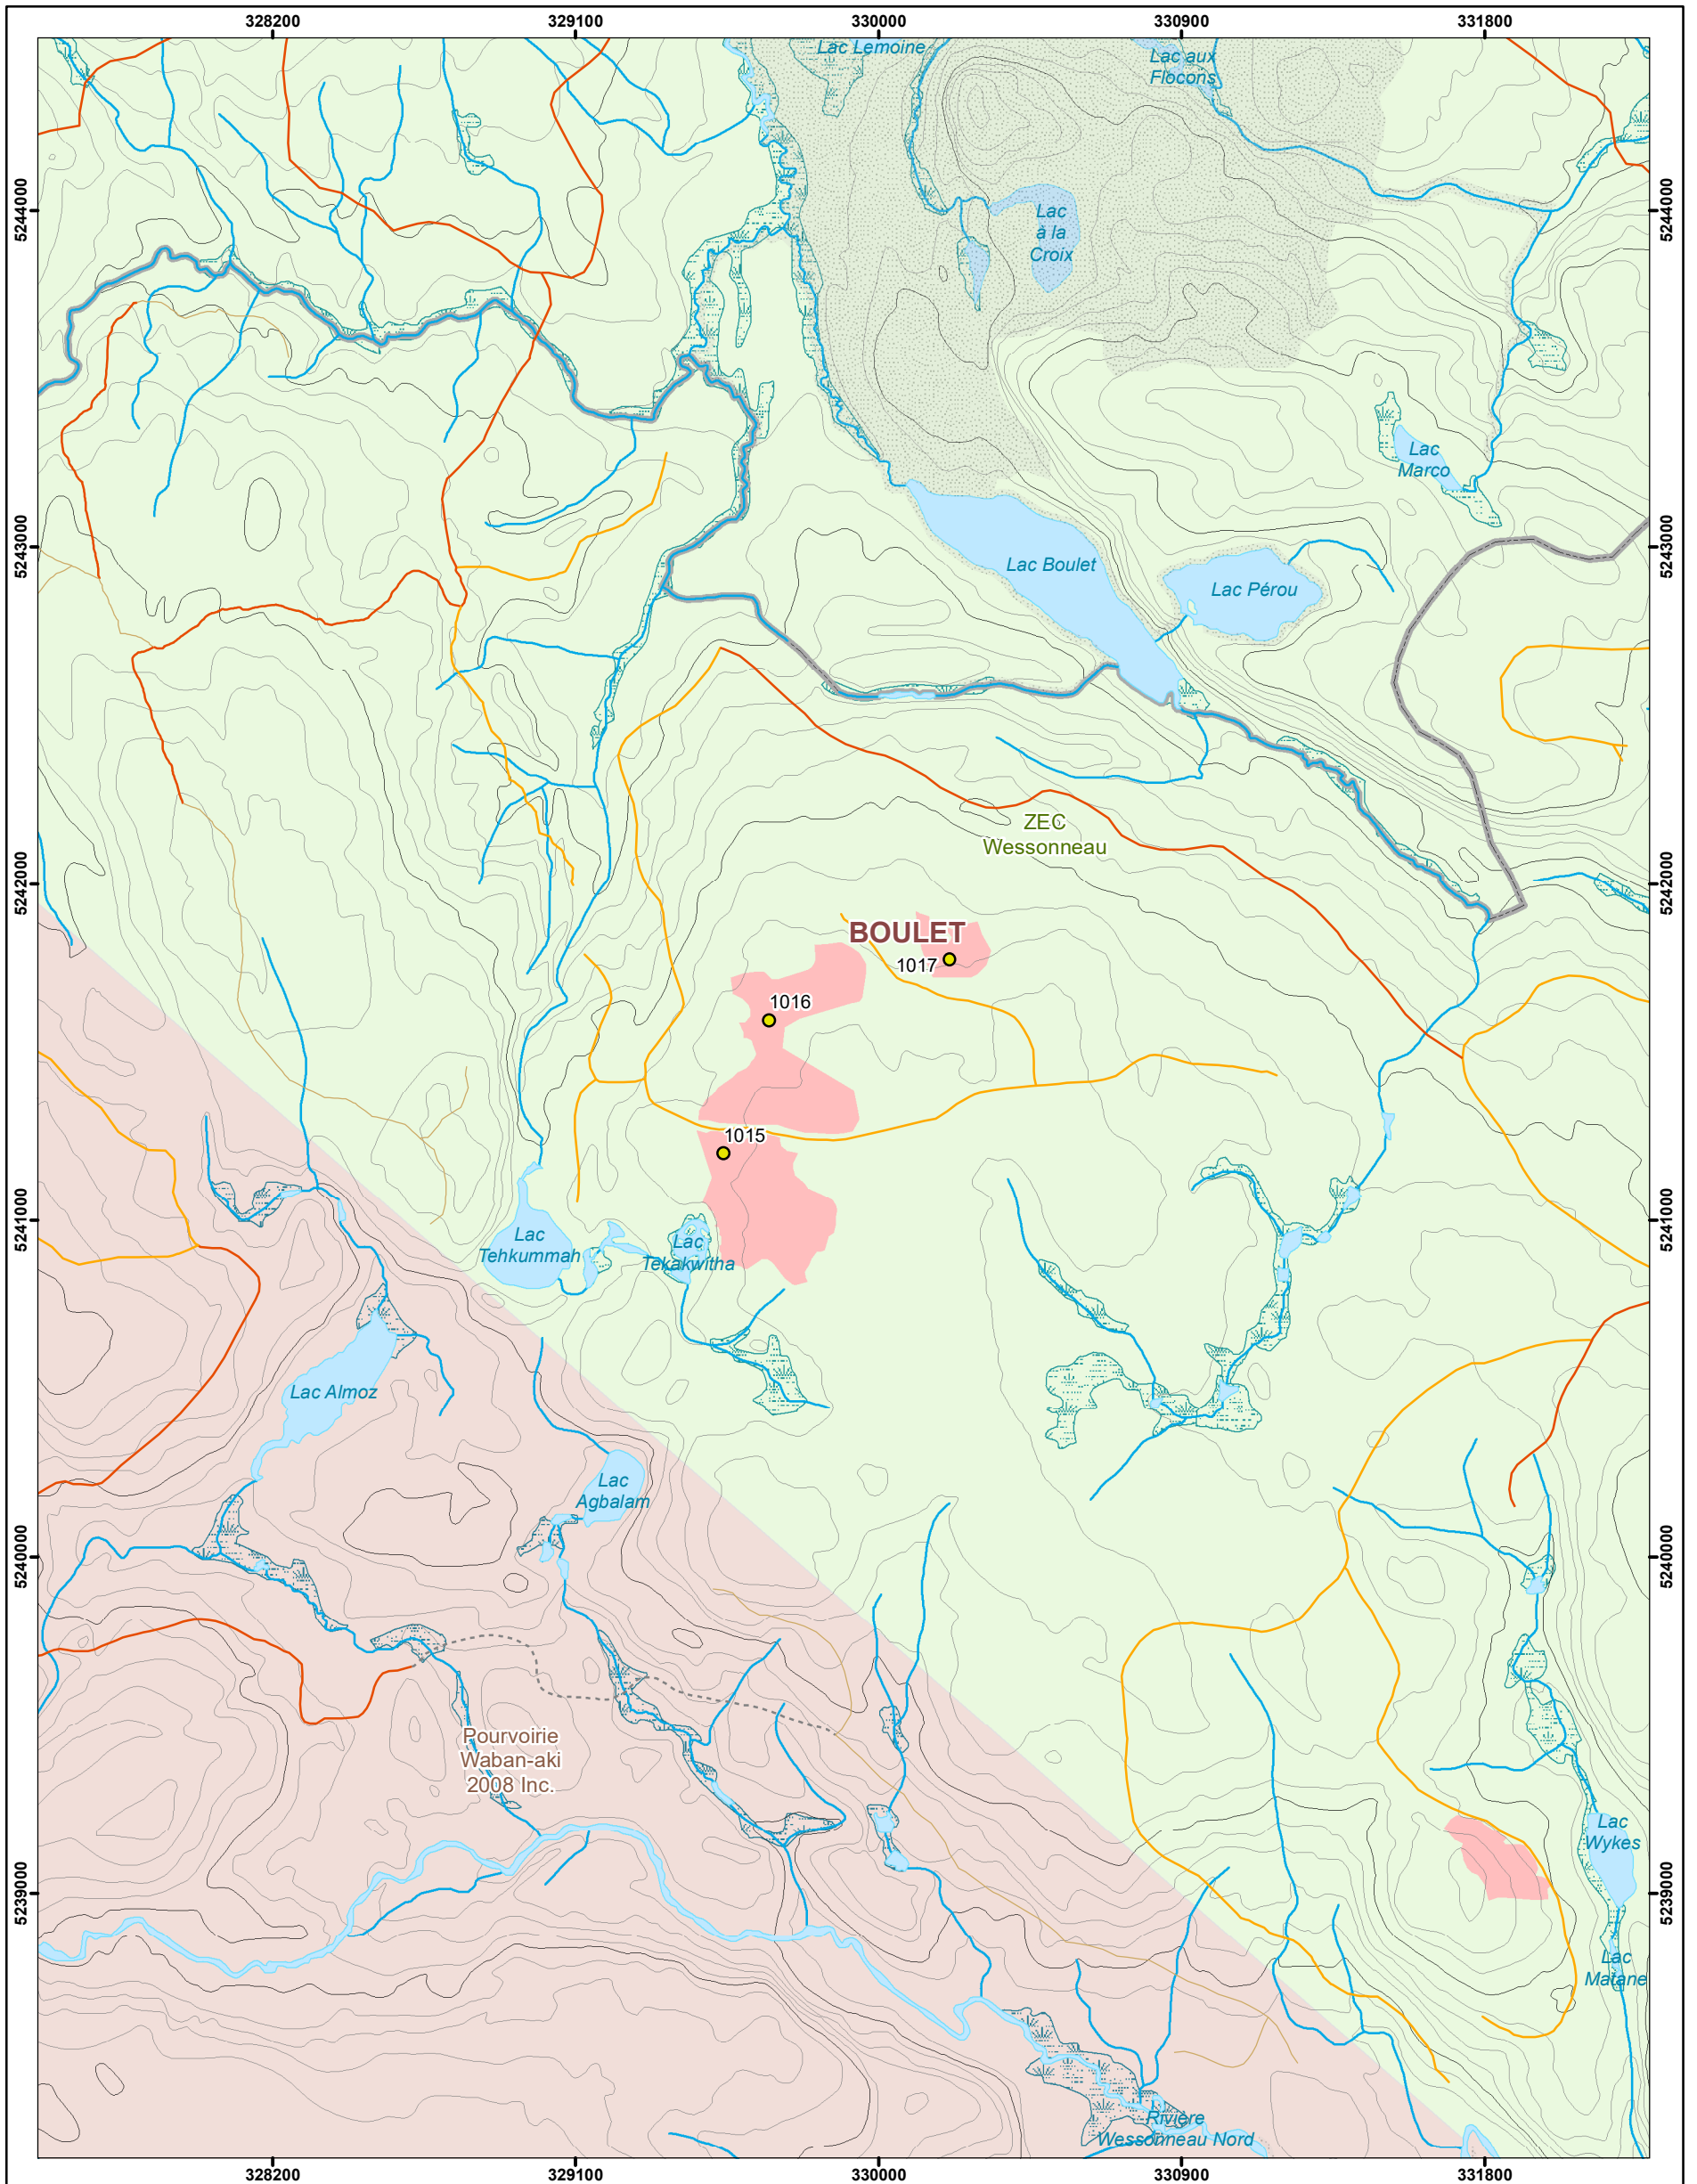 328200
329100
330000
330900
331800
Lac Lemoine
Lac aux
Flocons
5244000
5244000
Lac
à la
Croix
Lac
Marco
5243000
5243000
Lac Boulet
Lac Pérou
ZEC
Wessonneau
5242000
5242000
BOULET
1017
1016
1015
5241000
5241000
Lac
Tehkummah
Lac
Tekakwitha
Lac Almoz
Lac
Agbalam
5240000
5240000
Pourvoirie
Waban-aki
2008 Inc.
Lac
Wykes
5239000
5239000
Lac
Matane
Rivière
Wessonneau Nord
328200
329100
330000
330900
331800